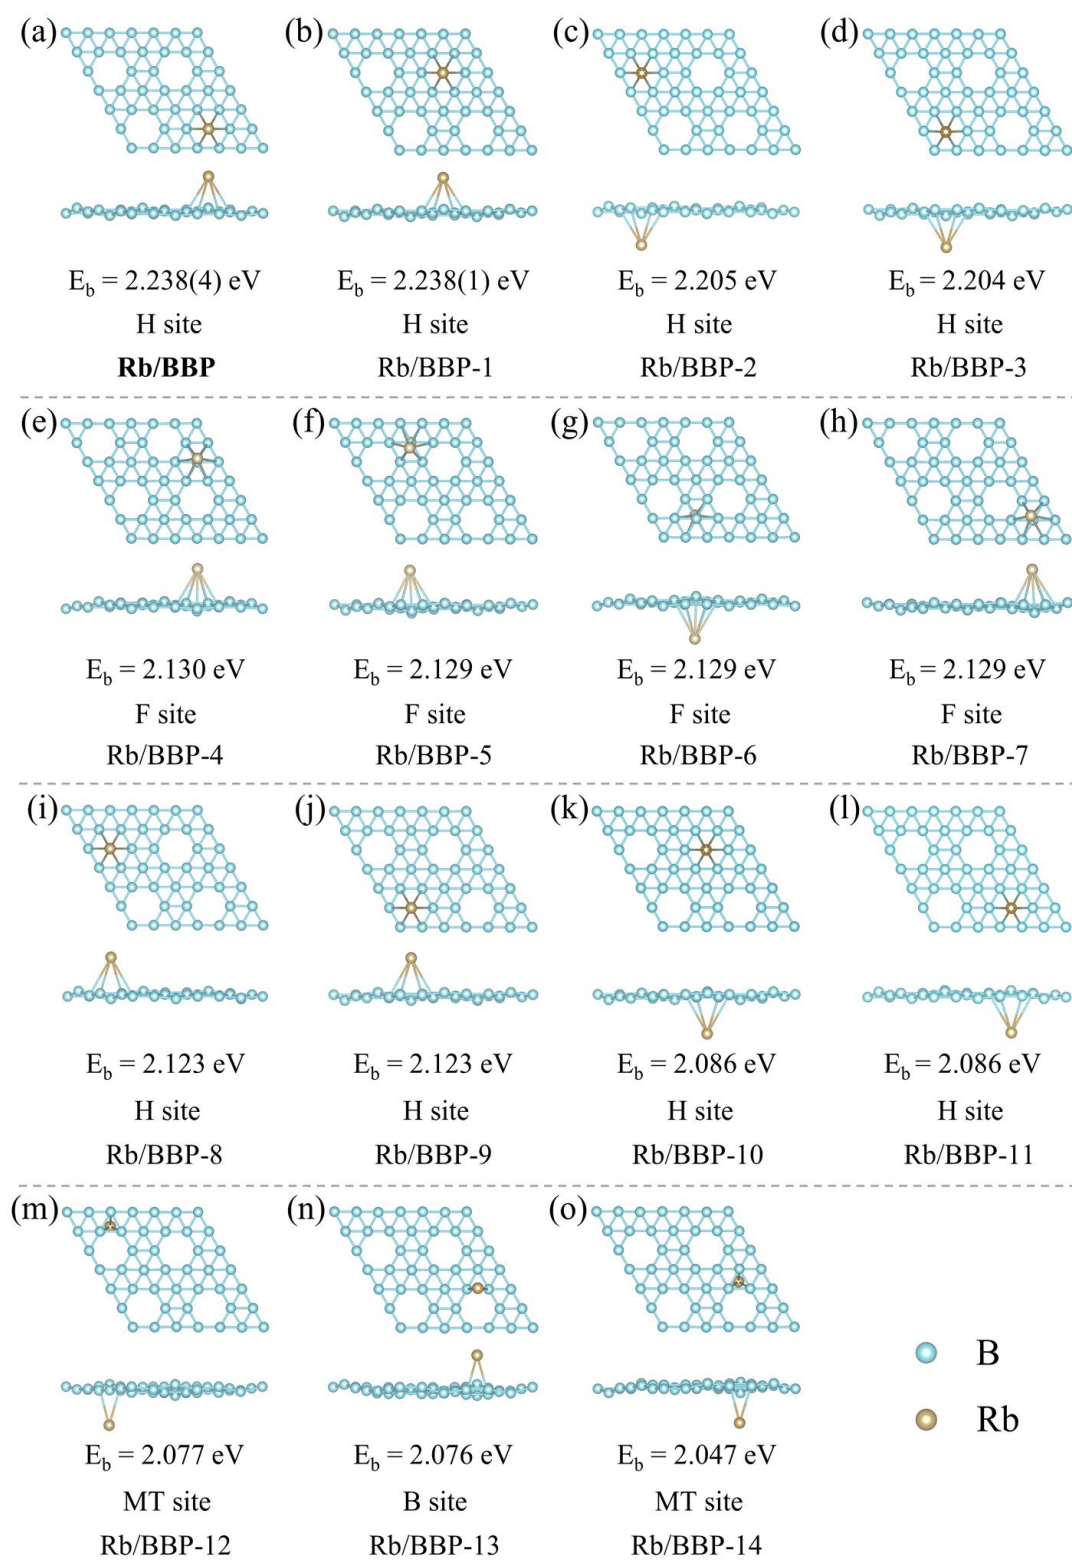 (a) (b) (c) (d)
E_b = 2.238(4) eV E_b = 2.238(1) eV E_b = 2.205 eV E_b = 2.204 eV
H site H site H site H site
Rb/BBP Rb/BBP-1 Rb/BBP-2 Rb/BBP-3
(e) (f) (g) (h)
E_b = 2.130 eV E_b = 2.129 eV E_b = 2.129 eV E_b = 2.129 eV
F site F site F site F site
Rb/BBP-4 Rb/BBP-5 Rb/BBP-6 Rb/BBP-7
(i) (j) (k) (l)
E_b = 2.123 eV E_b = 2.123 eV E_b = 2.086 eV E_b = 2.086 eV
H site H site H site H site
Rb/BBP-8 Rb/BBP-9 Rb/BBP-10 Rb/BBP-11
(m) (n) (o)
B
Rb
E_b = 2.077 eV E_b = 2.076 eV E_b = 2.047 eV
MT site B site MT site
Rb/BBP-12 Rb/BBP-13 Rb/BBP-14